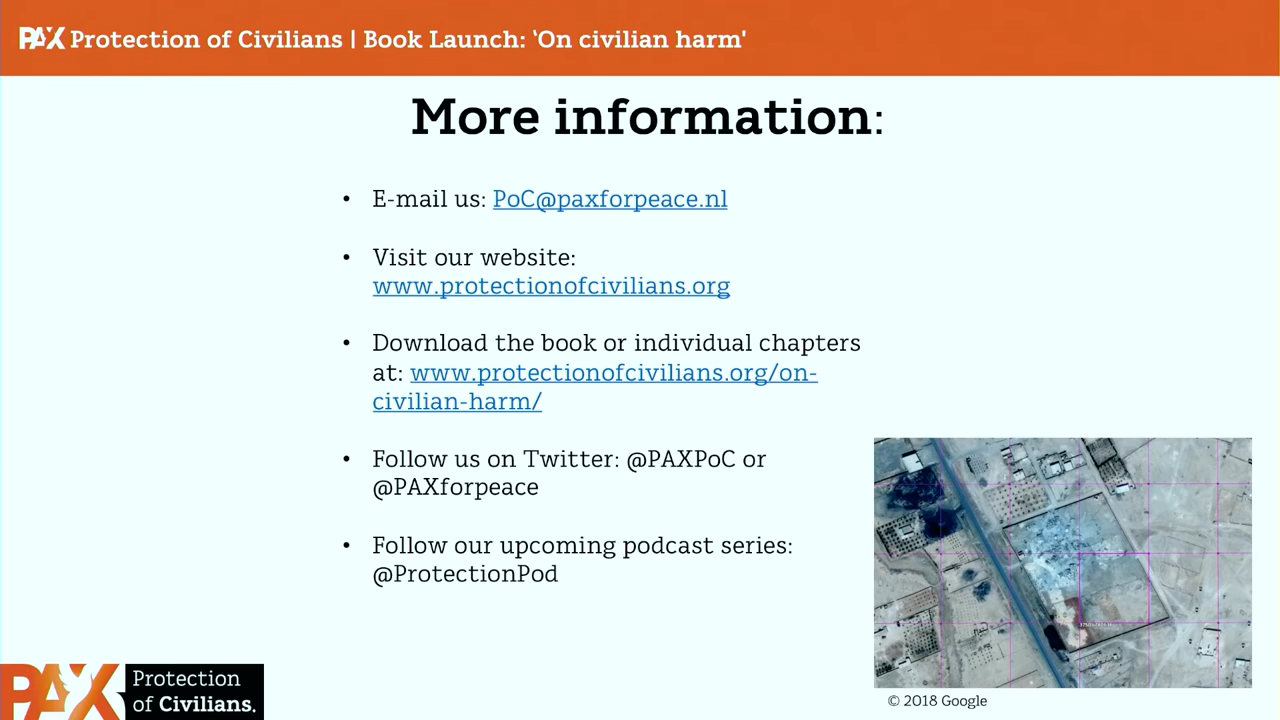 PAX Protection of Civilians | Book Launch: 'On civilian harm'
More information:
• E-mail us: PoC@paxforpeace.nl
• Visit our website:
www.protectionofcivilians.org
• Download the book or individual chapters
at: www.protectionofcivilians.org/on-
civilian-harm/
• Follow us on Twitter: @PAXPoC or
@PAXforpeace
• Follow our upcoming podcast series:
@ProtectionPod
© 2018 Google
PAX Protection
of Civilians.